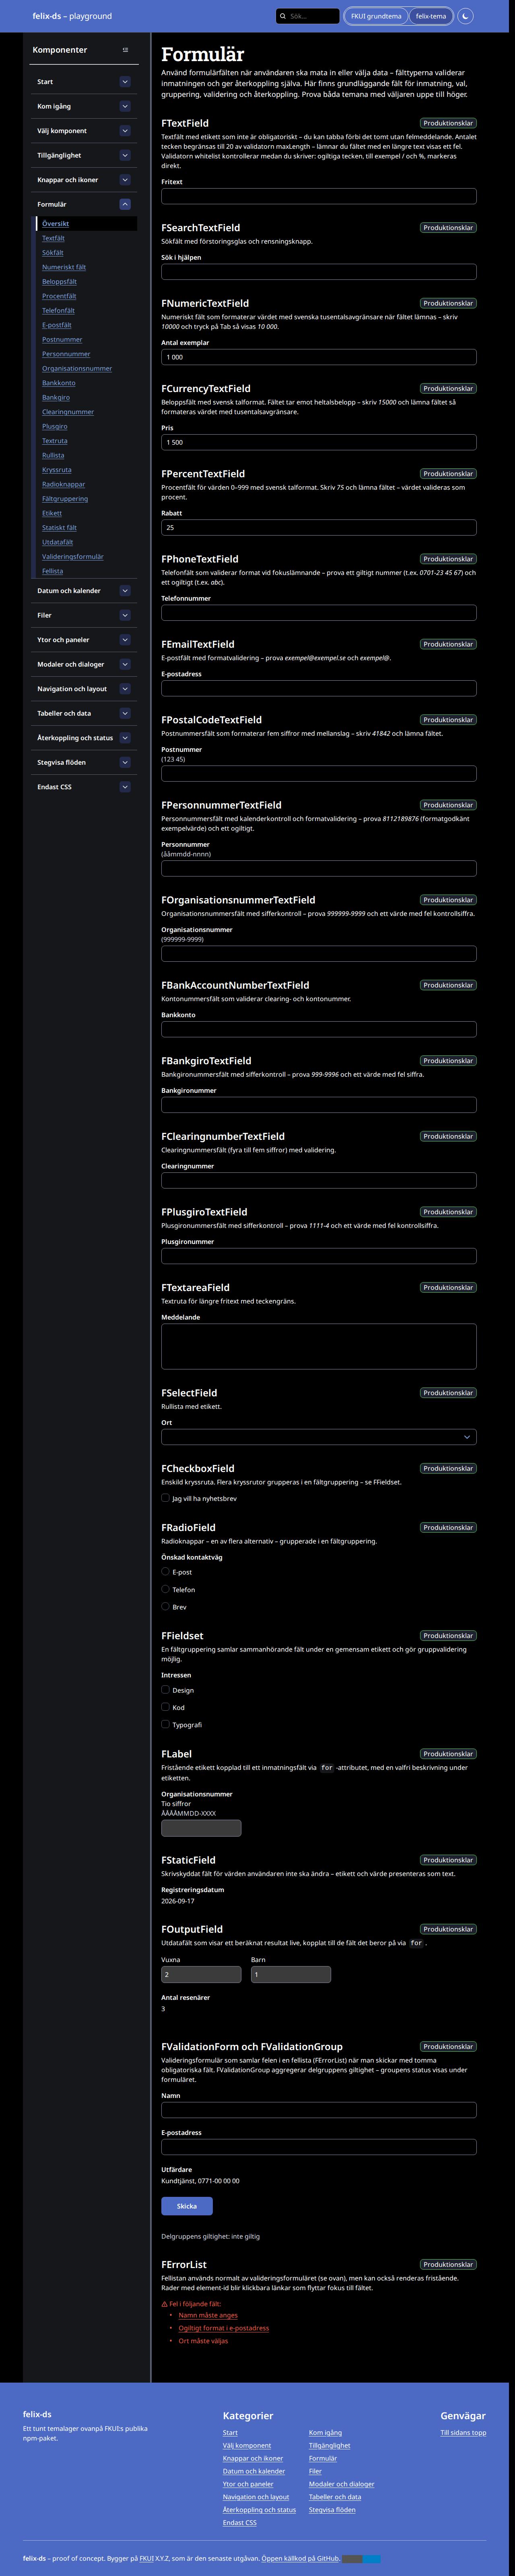 felix-ds – playground
Sök...
FKUI grundtema
felix-tema
Komponenter
Start
Kom igång
Välj komponent
Tillgänglighet
Knappar och ikoner
Formulär
Översikt
Textfält
Sökfält
Numeriskt fält
Beloppsfält
Procentfält
Telefonfält
E-postfält
Postnummer
Personnummer
Organisationsnummer
Bankkonto
Bankgiro
Clearingnummer
Plusgiro
Textruta
Rullista
Kryssruta
Radioknappar
Fältgruppering
Etikett
Statiskt fält
Utdatafält
Valideringsformulär
Fellista
Datum och kalender
Filer
Ytor och paneler
Modaler och dialoger
Navigation och layout
Tabeller och data
Återkoppling och status
Stegvisa flöden
Endast CSS
Formulär
Använd formulärfälten när användaren ska mata in eller välja data – fälttyperna validerar
inmatningen och ger återkoppling själva. Här finns grundläggande fält för inmatning, val,
gruppering, validering och återkoppling. Prova båda temana med väljaren uppe till höger.
FTextField
Produktionsklar
Textfält med etikett som inte är obligatoriskt – du kan tabba förbi det tomt utan felmeddelande. Antalet
tecken begränsas till 20 av validatorn maxLength – lämnar du fältet med en längre text visas ett fel.
Validatorn whitelist kontrollerar medan du skriver: ogiltiga tecken, till exempel / och %, markeras
direkt.
Fritext
FSearchTextField
Produktionsklar
Sökfält med förstoringsglas och rensningsknapp.
Sök i hjälpen
FNumericTextField
Produktionsklar
Numeriskt fält som formaterar värdet med svenska tusentalsavgränsare när fältet lämnas – skriv
10000 och tryck på Tab så visas 10 000.
Antal exemplar
1 000
FCurrencyTextField
Produktionsklar
Beloppsfält med svensk talformat. Fältet tar emot heltalsbelopp – skriv 15000 och lämna fältet så
formateras värdet med tusentalsavgränsare.
Pris
1 500
FPercentTextField
Produktionsklar
Procentfält för värden 0–999 med svensk talformat. Skriv 75 och lämna fältet – värdet valideras som
procent.
Rabatt
25
FPhoneTextField
Produktionsklar
Telefonfält som validerar format vid fokuslämnande – prova ett giltigt nummer (t.ex. 0701-23 45 67) och
ett ogiltigt (t.ex. abc).
Telefonnummer
FEmailTextField
Produktionsklar
E-postfält med formatvalidering – prova exempel@exempel.se och exempel@.
E-postadress
FPostalCodeTextField
Produktionsklar
Postnummersfält som formaterar fem siffror med mellanslag – skriv 41842 och lämna fältet.
Postnummer
(123 45)
FPersonnummerTextField
Produktionsklar
Personnummersfält med kalenderkontroll och formatvalidering – prova 8112189876 (formatgodkänt
exempelvärde) och ett ogiltigt.
Personnummer
(ååmmdd-nnnn)
FOrganisationsnummerTextField
Produktionsklar
Organisationsnummersfält med sifferkontroll – prova 999999-9999 och ett värde med fel kontrollsiffra.
Organisationsnummer
(999999-9999)
FBankAccountNumberTextField
Produktionsklar
Kontonummersfält som validerar clearing- och kontonummer.
Bankkonto
FBankgiroTextField
Produktionsklar
Bankgironummersfält med sifferkontroll – prova 999-9996 och ett värde med fel siffra.
Bankgironummer
FClearingnumberTextField
Produktionsklar
Clearingnummersfält (fyra till fem siffror) med validering.
Clearingnummer
FPlusgiroTextField
Produktionsklar
Plusgironummersfält med sifferkontroll – prova 1111-4 och ett värde med fel kontrollsiffra.
Plusgironummer
FTextareaField
Produktionsklar
Textruta för längre fritext med teckengräns.
Meddelande
FSelectField
Produktionsklar
Rullista med etikett.
Ort
FCheckboxField
Produktionsklar
Enskild kryssruta. Flera kryssrutor grupperas i en fältgruppering – se FFieldset.
Jag vill ha nyhetsbrev
FRadioField
Produktionsklar
Radioknappar – en av flera alternativ – grupperade i en fältgruppering.
Önskad kontaktväg
E-post
Telefon
Brev
FFieldset
Produktionsklar
En fältgruppering samlar sammanhörande fält under en gemensam etikett och gör gruppvalidering
möjlig.
Intressen
Design
Kod
Typografi
FLabel
Produktionsklar
Fristående etikett kopplad till ett inmatningsfält via for -attributet, med en valfri beskrivning under
etiketten.
Organisationsnummer
Tio siffror
ÅÅÅÅMMDD-XXXX
FStaticField
Produktionsklar
Skrivskyddat fält för värden användaren inte ska ändra – etikett och värde presenteras som text.
Registreringsdatum
2026-09-17
FOutputField
Produktionsklar
Utdatafält som visar ett beräknat resultat live, kopplat till de fält det beror på via for .
Vuxna
Barn
2
1
Antal resenärer
3
FValidationForm och FValidationGroup
Produktionsklar
Valideringsformulär som samlar felen i en fellista (FErrorList) när man skickar med tomma
obligatoriska fält. FValidationGroup aggregerar delgruppens giltighet – groupens status visas under
formuläret.
Namn
E-postadress
Utfärdare
Kundtjänst, 0771-00 00 00
Skicka
Delgruppens giltighet: inte giltig
FErrorList
Produktionsklar
Fellistan används normalt av valideringsformuläret (se ovan), men kan också renderas fristående.
Rader med element-id blir klickbara länkar som flyttar fokus till fältet.
Fel i följande fält:
Namn måste anges
Ogiltigt format i e-postadress
Ort måste väljas
felix-ds
Ett tunt temalager ovanpå FKUI:s publika
npm-paket.
Kategorier
Start
Välj komponent
Knappar och ikoner
Datum och kalender
Ytor och paneler
Navigation och layout
Återkoppling och status
Endast CSS
Kom igång
Tillgänglighet
Formulär
Filer
Modaler och dialoger
Tabeller och data
Stegvisa flöden
Genvägar
Till sidans topp
felix-ds – proof of concept. Bygger på FKUI X.Y.Z, som är den senaste utgåvan. Öppen källkod på GitHub.